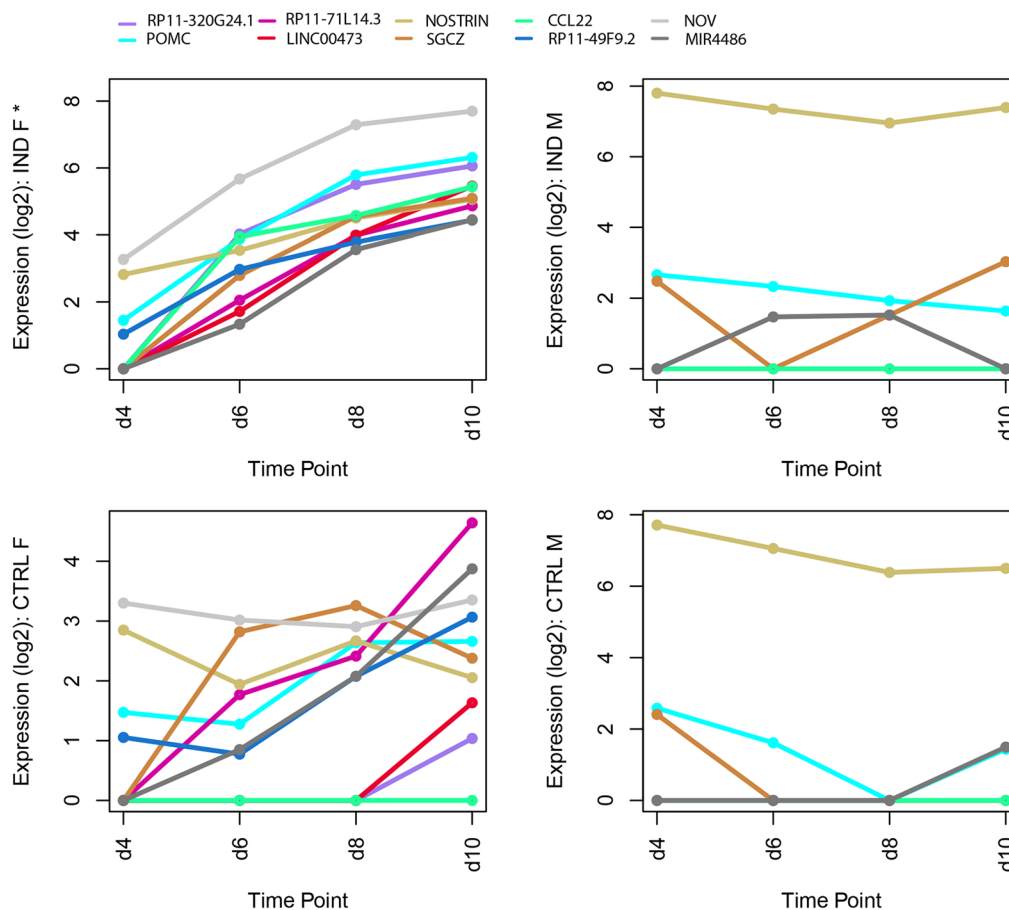 RP11-320G24.1 RP11-71L14.3 NOSTRIN CCL22 NOV
POMC LINC00473 SGCZ RP11-49F9.2 MIR4486
Expression (log2): IND F *
8
6
4
2
0
d4 d6 d8 d10
Time Point
Expression (log2): IND M
8
6
4
2
0
d4 d6 d8 d10
Time Point
Expression (log2): CTRL F
4
3
2
1
0
d4 d6 d8 d10
Time Point
Expression (log2): CTRL M
8
6
4
2
0
d4 d6 d8 d10
Time Point